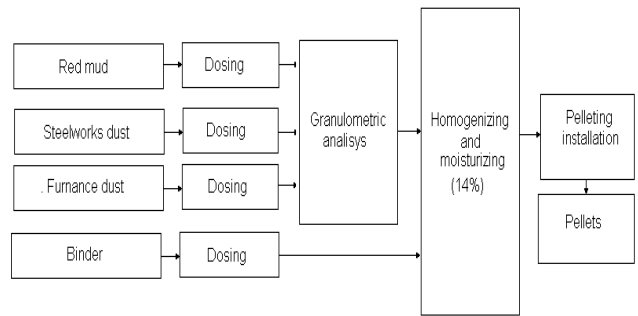 Red mud
Dosing
Steelworks dust
Dosing
. Furnance dust
Dosing
Binder
Dosing
Granulometric
analisys
Homogenizing
and
moisturizing
(14%)
Pelleting
installation
Pellets